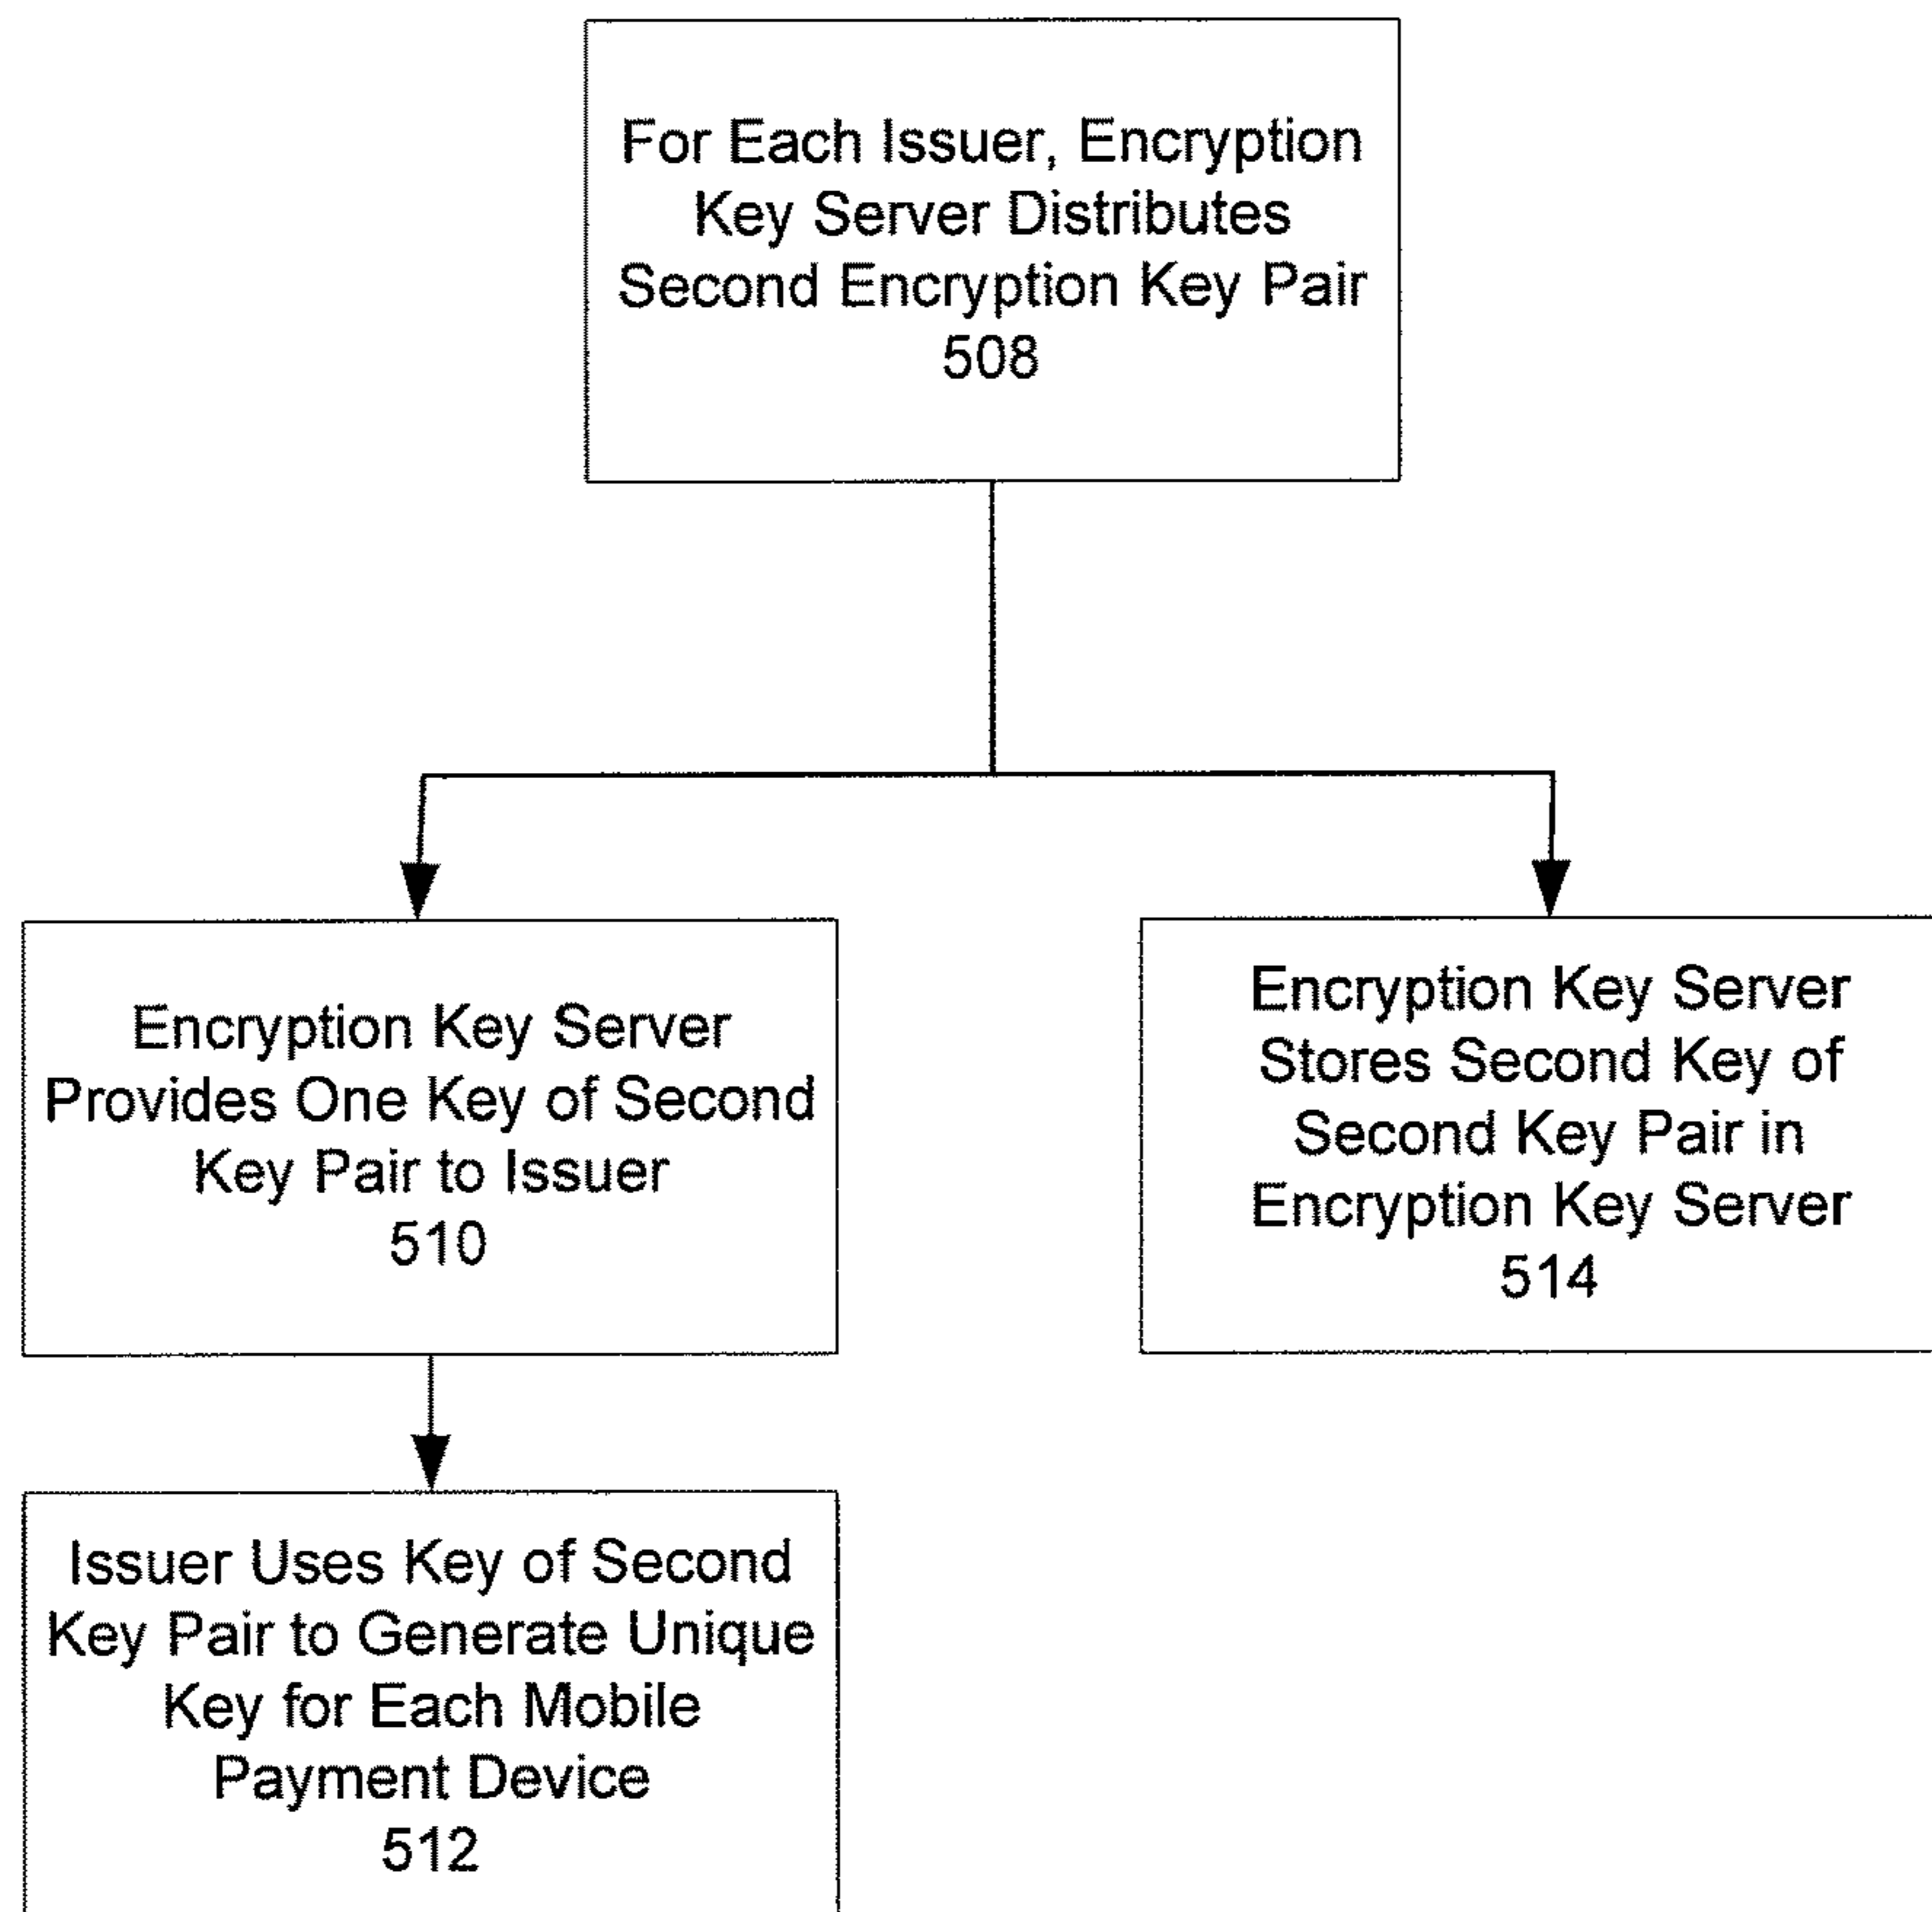 For Each Issuer, Encryption
Key Server Distributes
Second Encryption Key Pair
508
Encryption Key Server
Provides One Key of Second
Key Pair to Issuer
510
Encryption Key Server
Stores Second Key of
Second Key Pair in
Encryption Key Server
514
Issuer Uses Key of Second
Key Pair to Generate Unique
Key for Each Mobile
Payment Device
512